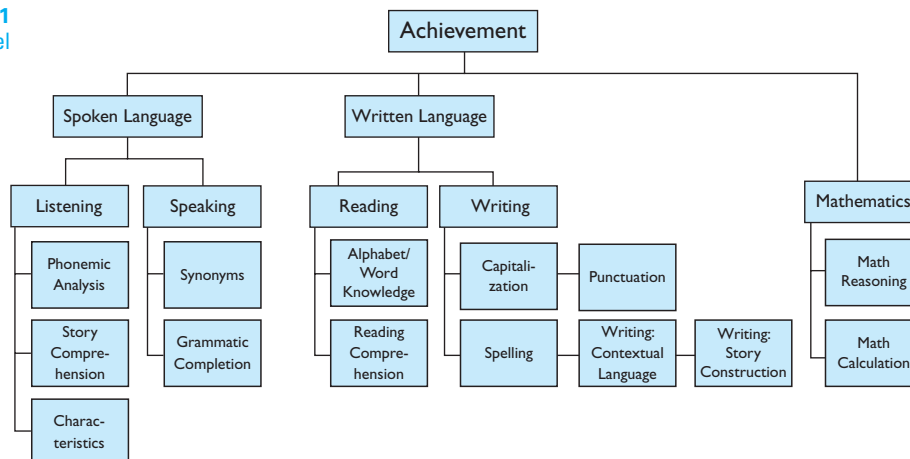 1
el
Achievement
Spoken Language
Written Language
Listening
Speaking
Reading
Writing
Mathematics
Phonemic
Analysis
Synonyms
Alphabet/
Word
Knowledge
Capitali-
zation
Punctuation
Math
Reasoning
Story
Compre-
hension
Grammatic
Completion
Reading
Compre-
hension
Spelling
Writing:
Contextual
Language
Writing:
Story
Construction
Math
Calculation
Charac-
teristics